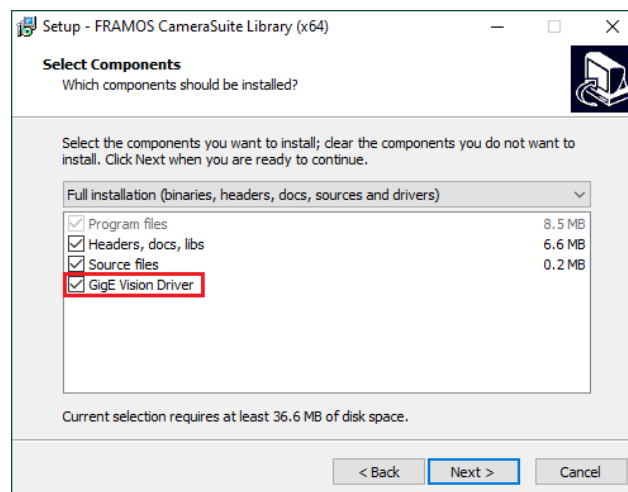 Setup - FRAMOS CameraSuite Library (x64)
Select Components
Which components should be installed?
Select the components you want to install; clear the components you do not want to
install. Click Next when you are ready to continue.
Full installation (binaries, headers, docs, sources and drivers)
Program files 8.5 MB
Headers, docs, libs 6.6 MB
Source files 0.2 MB
GigE Vision Driver
Current selection requires at least 36.6 MB of disk space.
< Back Next > Cancel